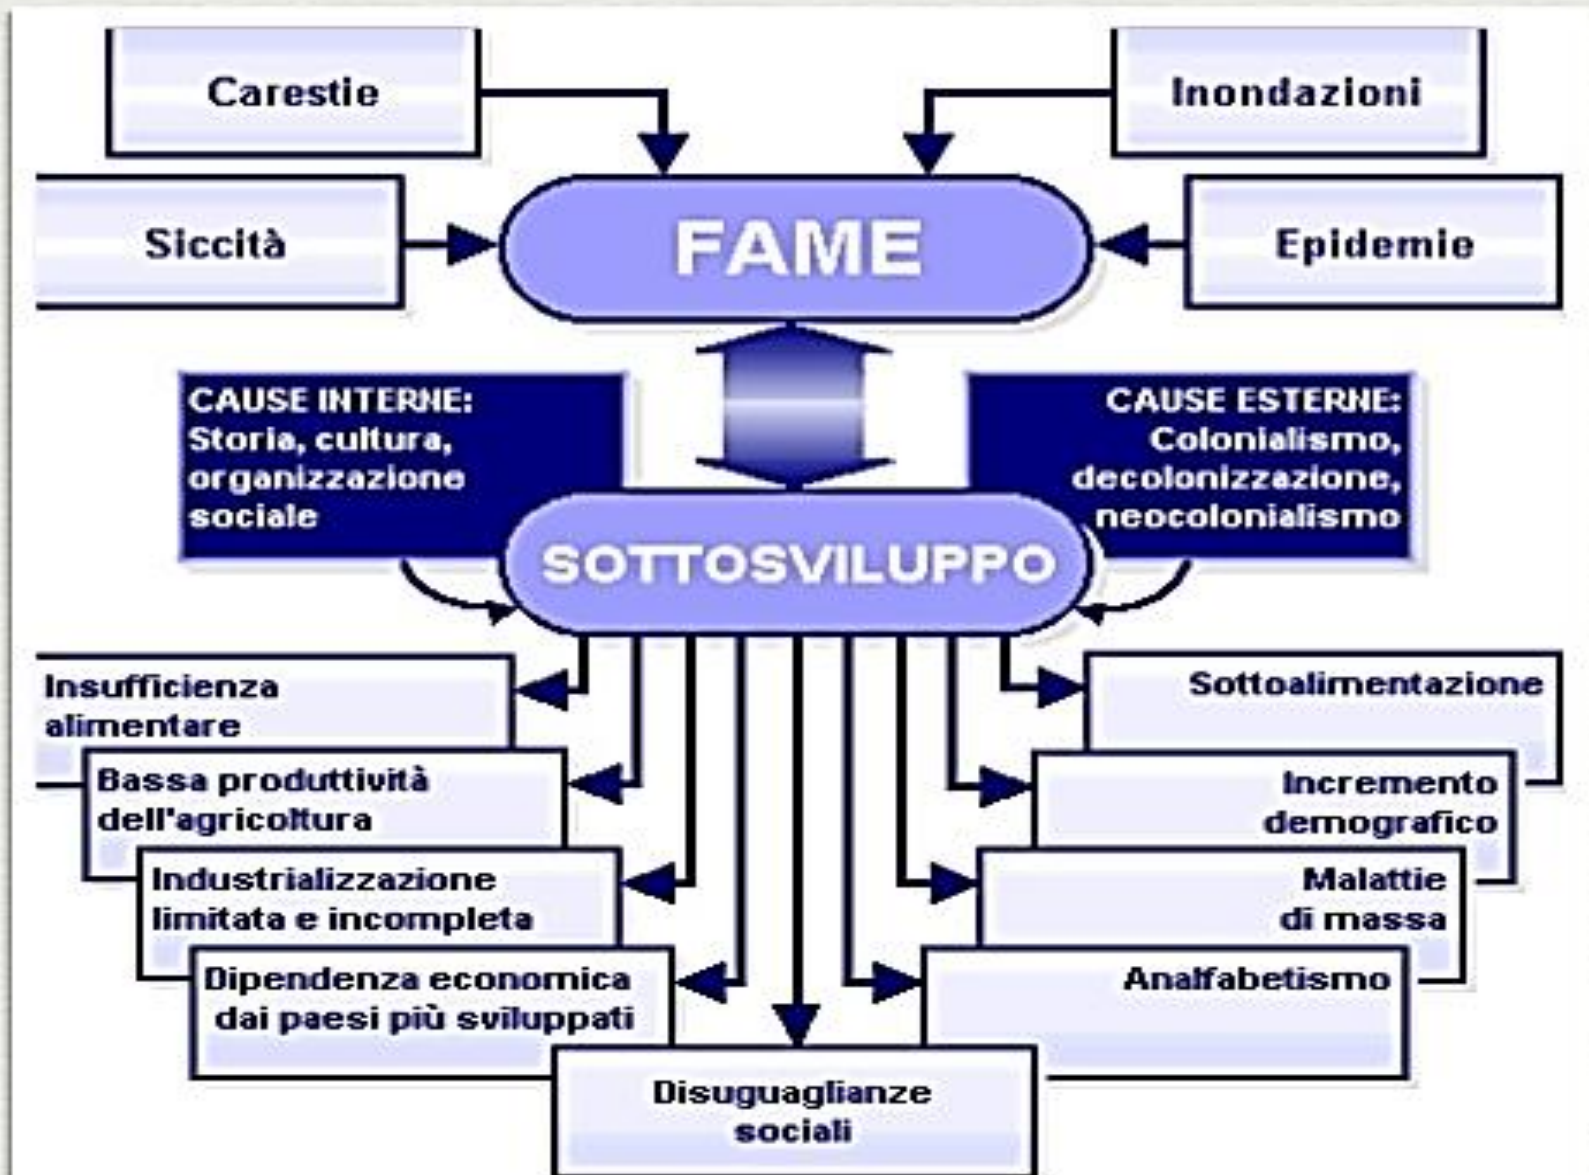 Carestie
Inondazioni
Siccità
FAME
Epidemie
CAUSE INTERNE:
Storia, cultura,
organizzazione
sociale
CAUSE ESTERNE:
Colonialismo,
decolonizzazione,
neocolonialismo
SOTTOSVILUPPO
Insufficienza
alimentare
Bassa produttività
dell'agricoltura
Industrializzazione
limitata e incompleta
Dipendenza economica
dai paesi più sviluppati
Disuguaglianze
sociali
Sottoalimentazione
Incremento
demografico
Malattie
di massa
Analfabetismo